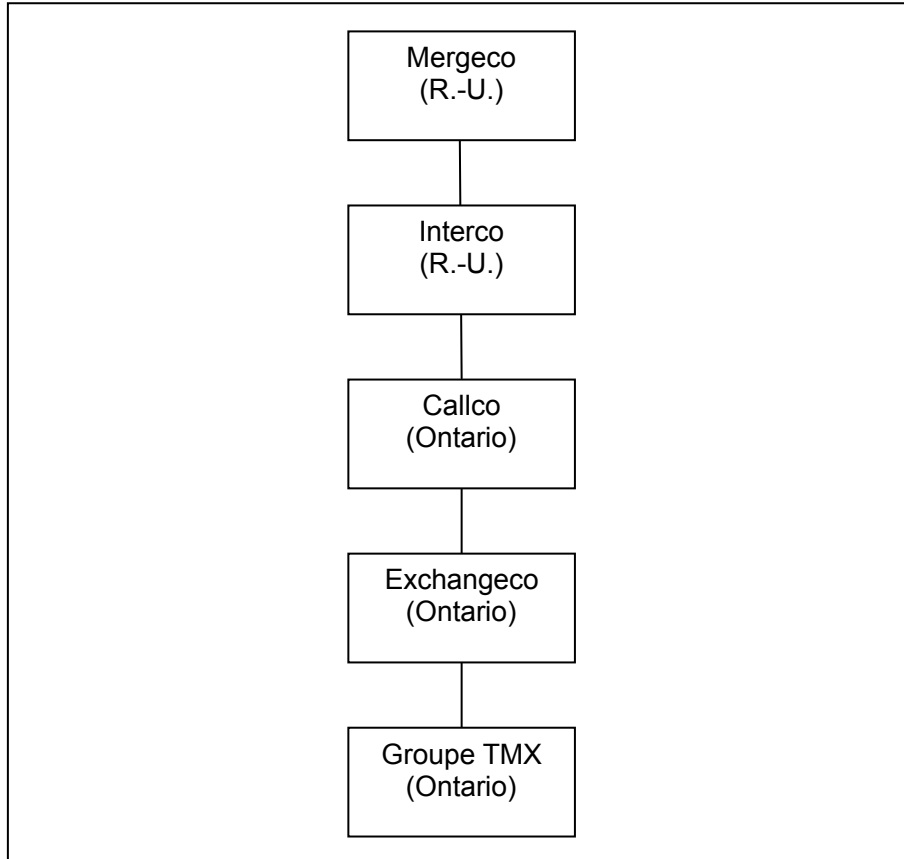 Mergeco
(R.-U.)
Interco
(R.-U.)
Callco
(Ontario)
Exchangeco
(Ontario)
Groupe TMX
(Ontario)